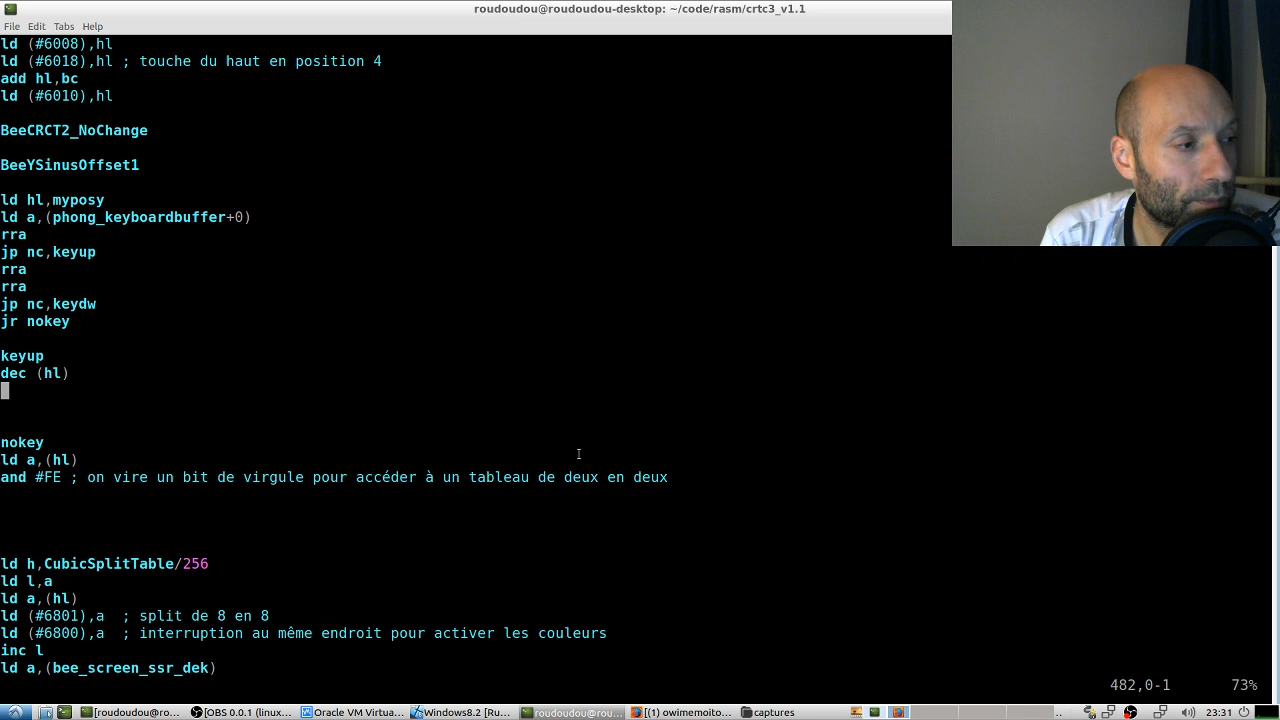 roudoudou@roudoudou-desktop: ~/code/rasm/crtc3_v1.1
File Edit Tabs Help
ld (#6008),hl
ld (#6018),hl ; touche du haut en position 4
add hl,bc
ld (#6010),hl
BeeCRCT2_NoChange
BeeYSinusOffset1
ld hl,myposy
ld a,(phong_keyboardbuffer+0)
rra
jp nc,keyup
rra
rra
jp nc,keydw
jr nokey
keyup
dec (hl)
nokey
ld a,(hl)
and #FE ; on vire un bit de virgule pour accéder à un tableau de deux en deux
ld h,CubicSplitTable/256
ld l,a
ld a,(hl)
ld (#6801),a ; split de 8 en 8
ld (#6800),a ; interruption au même endroit pour activer les couleurs
inc l
ld a,(bee_screen_ssr_dek)
482,0-1 73%
[roudoudou@ro... [OBS 0.0.1 (linux... Oracle VM Virtua... Windows8.2 [Ru... roudoudou@rou... [(1) owimemoito... captures .. 23:31